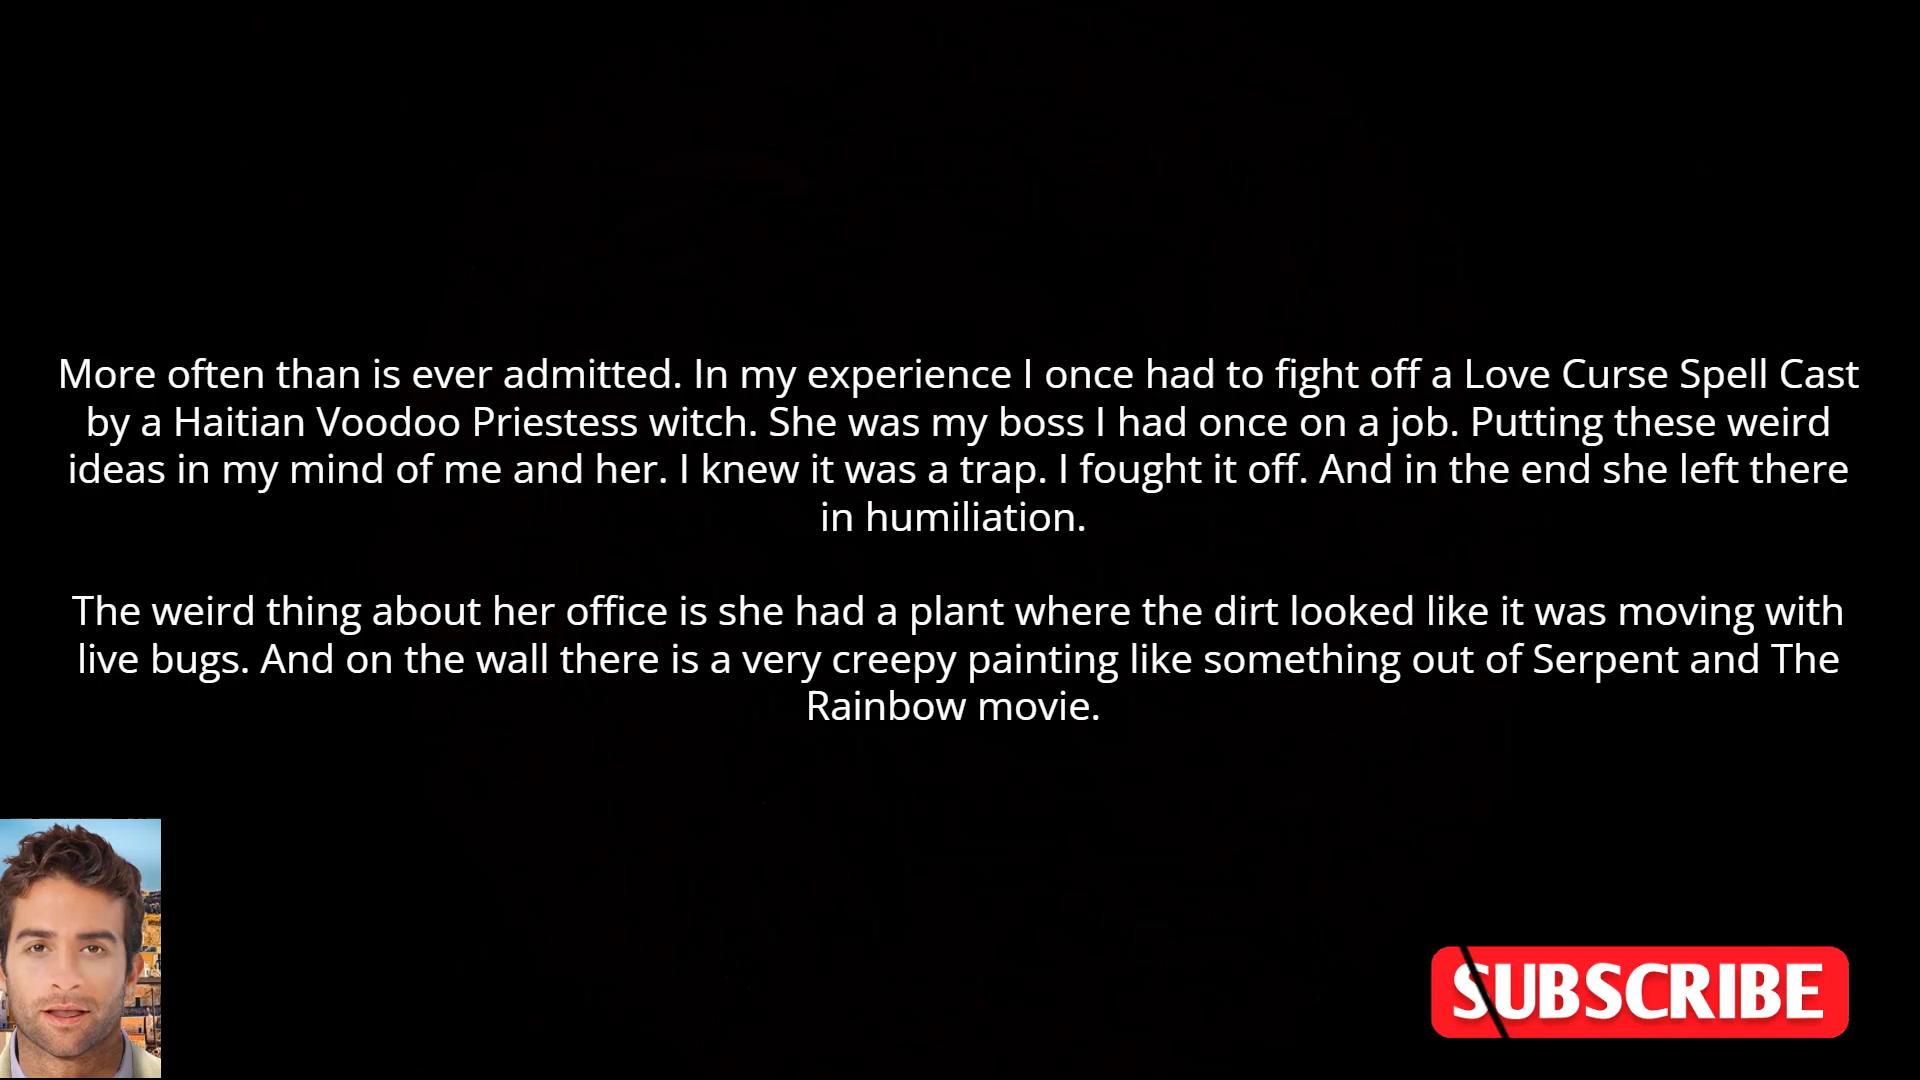 More often than is ever admitted. In my experience I once had to fight off a Love Curse Spell Cast
by a Haitian Voodoo Priestess witch. She was my boss I had once on a job. Putting these weird
ideas in my mind of me and her. I knew it was a trap. I fought it off. And in the end she left there
in humiliation.
The weird thing about her office is she had a plant where the dirt looked like it was moving with
live bugs. And on the wall there is a very creepy painting like something out of Serpent and The
Rainbow movie.
SUBSCRIBE